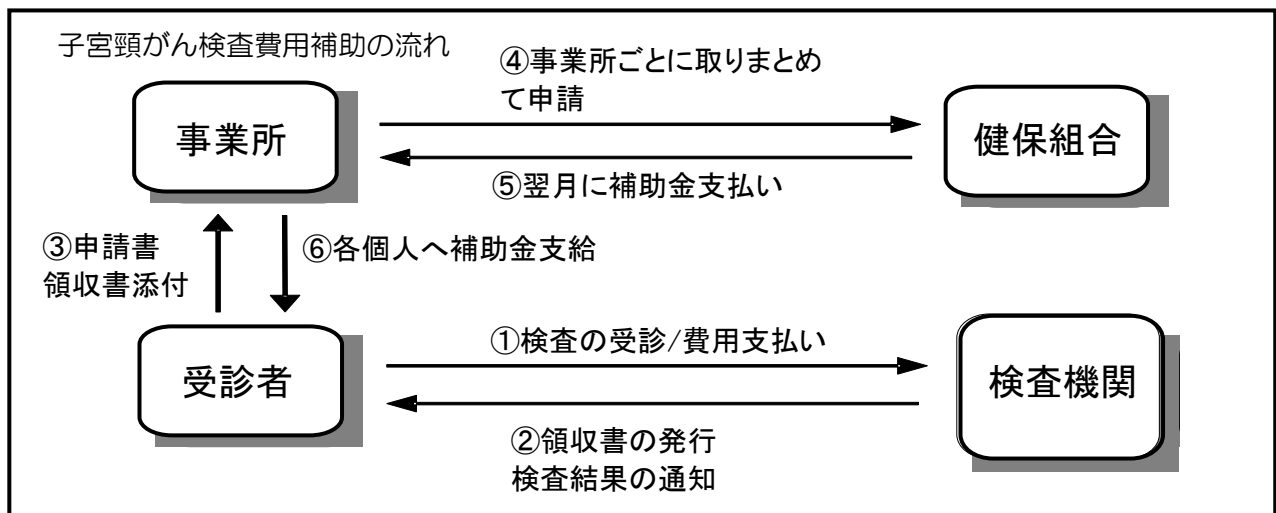 子宮頸がん検査費用補助の流れ
④事業所ごとに取りまとめ
て申請
事業所
健保組合
⑤翌月に補助金支払い
③申請書
領収書添付
⑥各個人へ補助金支給
①検査の受診/費用支払い
受診者
検査機関
②領収書の発行
検査結果の通知